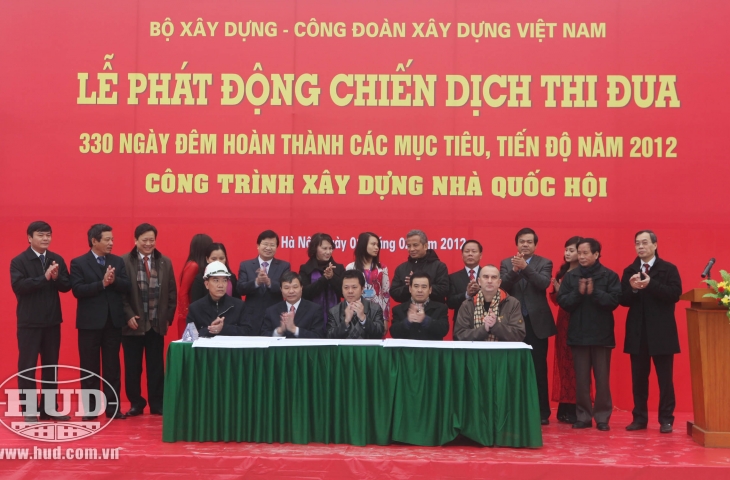 BỘ XÂY DỰNG - CÔNG ĐOÀN XÂY DỰNG VIỆT NAM
LỄ PHÁT ĐỘNG CHIẾN DỊCH THI ĐUA
330 NGÀY ĐÊM HOÀN THÀNH CÁC MỤC TIÊU, TIẾN ĐỘ NĂM 2012
CÔNG TRÌNH XÂY DỰNG NHÀ QUỐC HỘI
2012
HUD
www.hud.com.vn